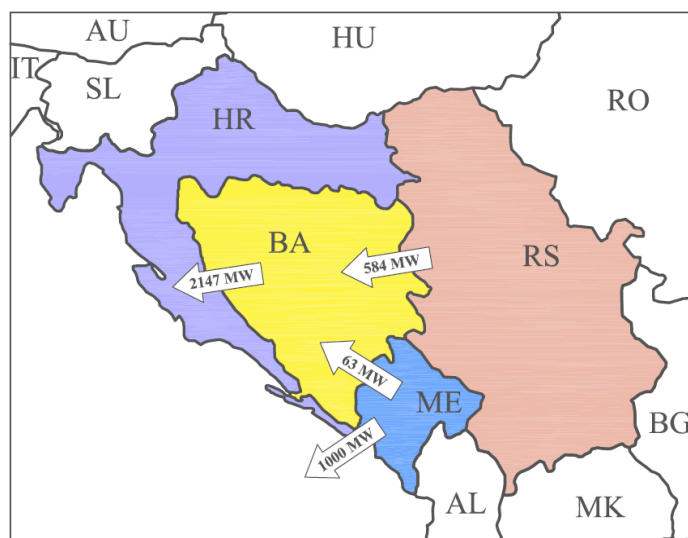 AU
HU
IT
SL
HR
RO
BA
RS
2147 MW
584 MW
63 MW
ME
1000 MW
BG
AL
MK